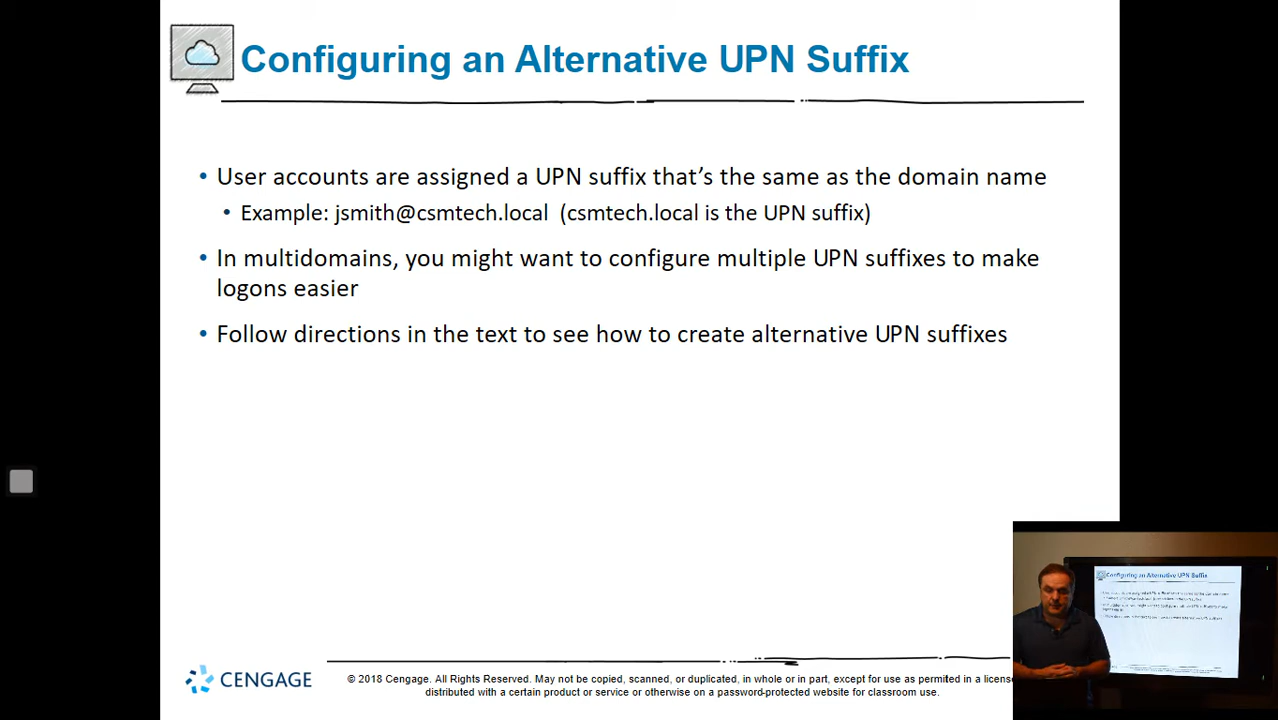 Configuring an Alternative UPN Suffix
• User accounts are assigned a UPN suffix that's the same as the domain name
• Example: jsmith@csmtech.local (csmtech.local is the UPN suffix)
• In multidomains, you might want to configure multiple UPN suffixes to make
logons easier
• Follow directions in the text to see how to create alternative UPN suffixes
CENGAGE
© 2018 Cengage. All Rights Reserved. May not be copied, scanned, or duplicated, in whole or in part, except for use as permitted in a license
distributed with a certain product or service or otherwise on a password-protected website for classroom use.
Configuring an Alternative UPN Suffix